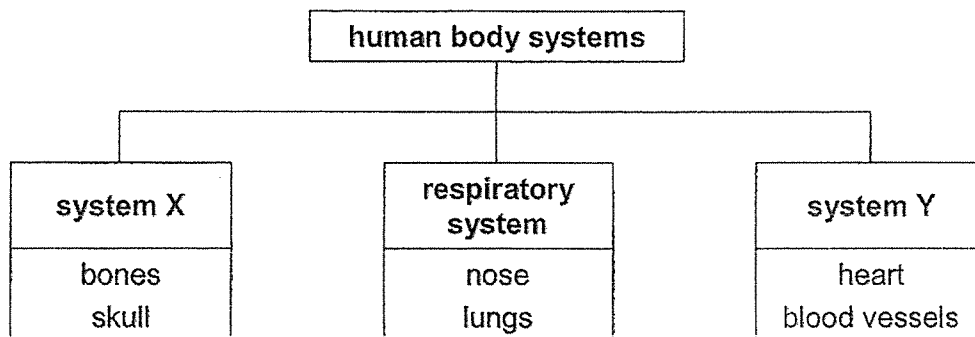 human body systems
system X
bones
skull
respiratory
system
nose
lungs
system Y
heart
blood vessels